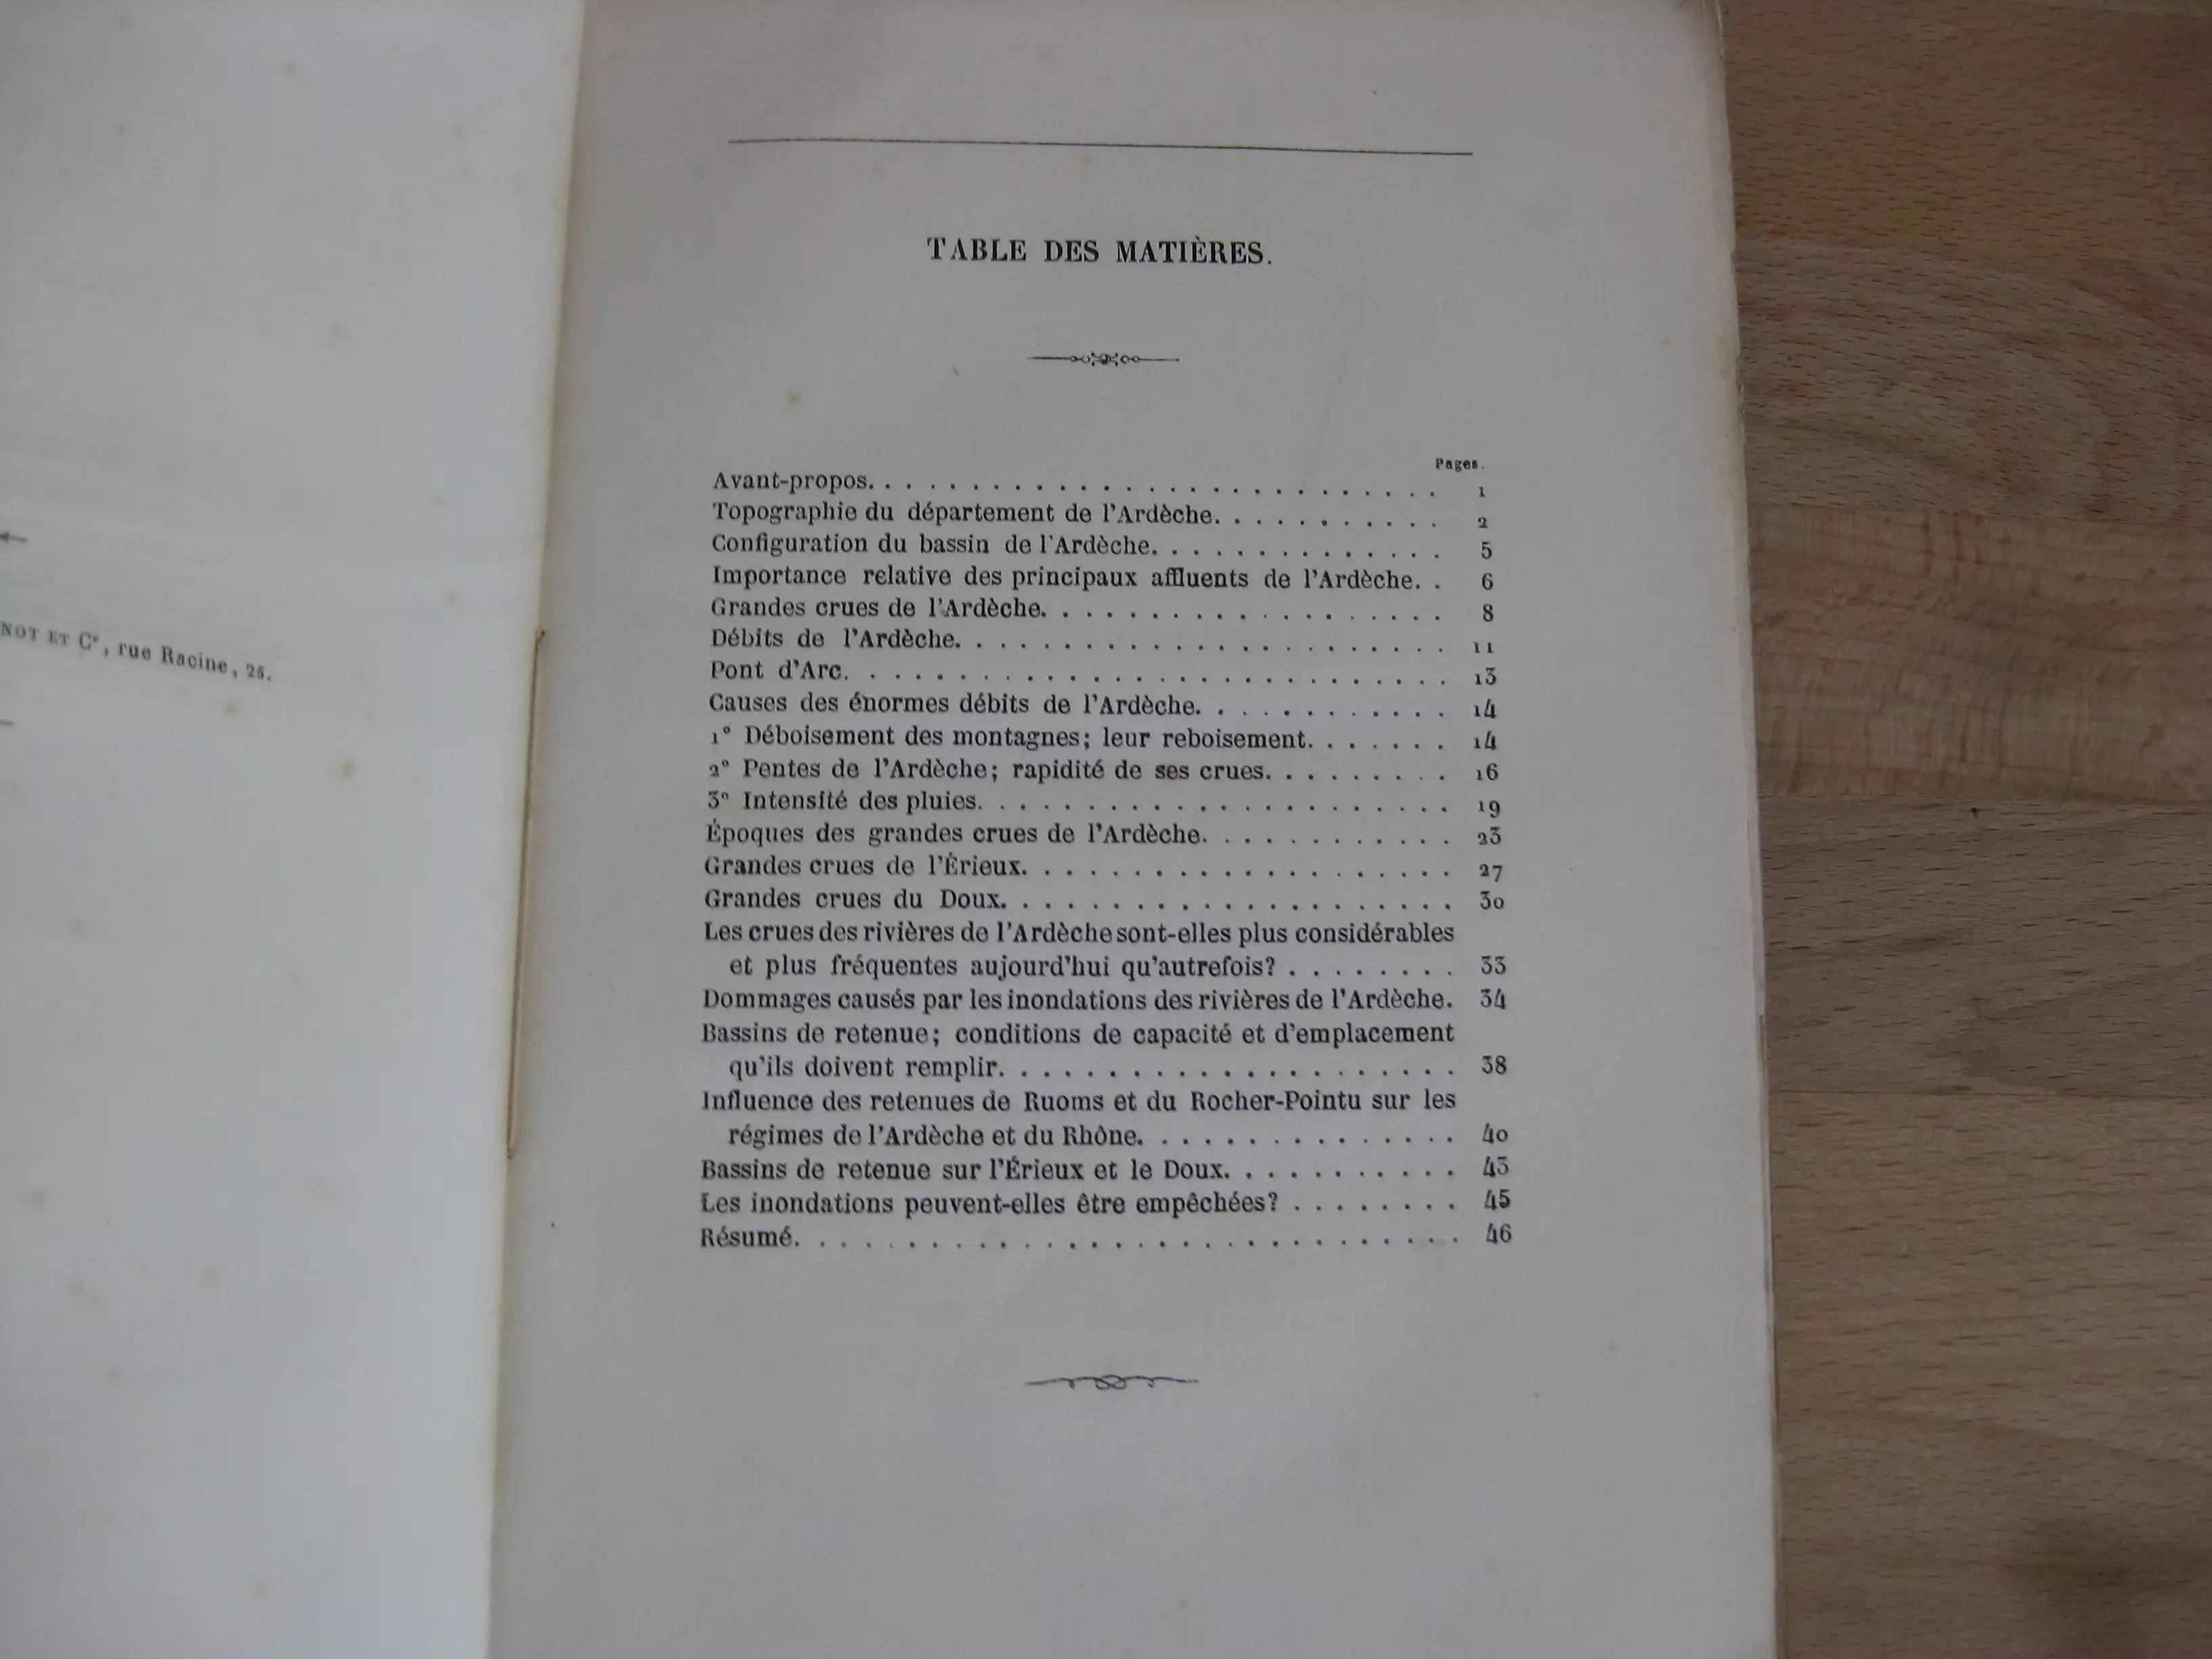 NOT ET Cᵉ, rue Racine, 26.
TABLE DES MATIÈRES.
Pages.
Avant-propos. . . . . . . . . . . . . . . . . . . . . . . . . . 1
Topographie du département de l'Ardèche. . . . . . . . . . . 2
Configuration du bassin de l'Ardèche. . . . . . . . . . . . . . 5
Importance relative des principaux affluents de l'Ardèche. . 6
Grandes crues de l'Ardèche. . . . . . . . . . . . . . . . . . . 8
Débits de l'Ardèche. . . . . . . . . . . . . . . . . . . . . . 11
Pont d'Arc. . . . . . . . . . . . . . . . . . . . . . . . . . . 13
Causes des énormes débits de l'Ardèche. . . . . . . . . . . . 14
1° Déboisement des montagnes; leur reboisement. . . . . . . 14
2° Pentes de l'Ardèche; rapidité de ses crues. . . . . . . . . 16
3° Intensité des pluies. . . . . . . . . . . . . . . . . . . . . 19
Époques des grandes crues de l'Ardèche. . . . . . . . . . . . 23
Grandes crues de l'Érieux. . . . . . . . . . . . . . . . . . . . 27
Grandes crues du Doux. . . . . . . . . . . . . . . . . . . . . 30
Les crues des rivières de l'Ardèche sont-elles plus considérables
et plus fréquentes aujourd'hui qu'autrefois? . . . . . . . . 33
Dommages causés par les inondations des rivières de l'Ardèche. 34
Bassins de retenue; conditions de capacité et d'emplacement
qu'ils doivent remplir. . . . . . . . . . . . . . . . . . . . . 38
Influence des retenues de Ruoms et du Rocher-Pointu sur les
régimes de l'Ardèche et du Rhône. . . . . . . . . . . . . . . 40
Bassins de retenue sur l'Érieux et le Doux. . . . . . . . . . . 43
Les inondations peuvent-elles être empêchées? . . . . . . . . 45
Résumé. . . . . . . . . . . . . . . . . . . . . . . . . . . . . 46